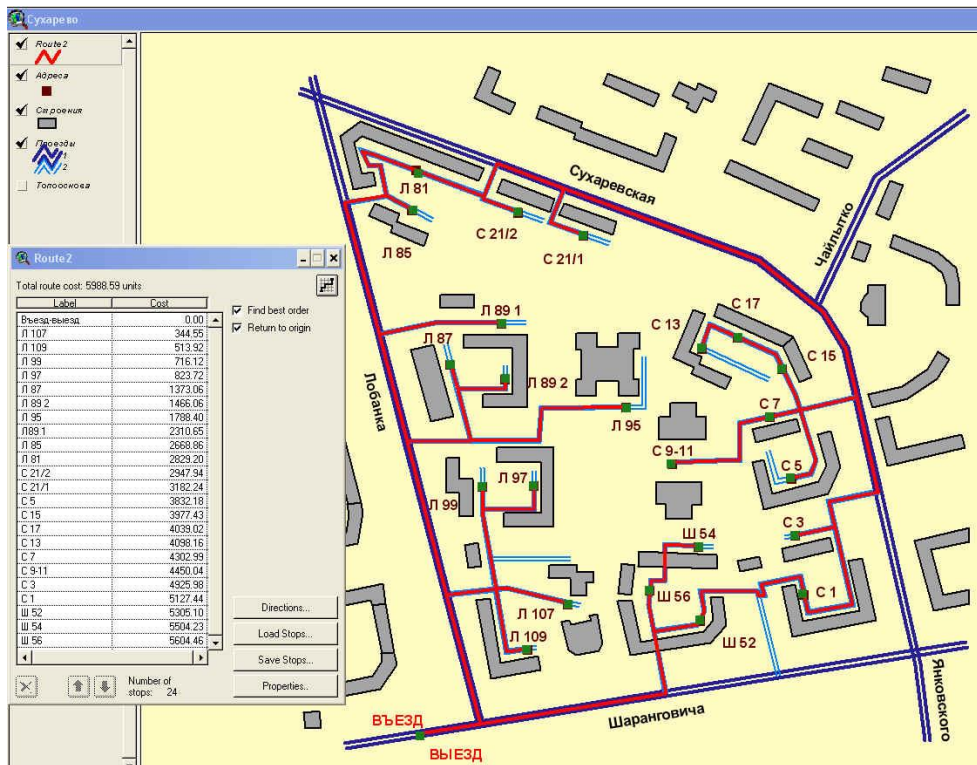 Сухарево
Route2
Адреса
Строения
Проезды
1
2
Топооснова
Route2
Total route cost: 5988.59 units
Label Cost
Въезд-выезд 0.00
Л 107 344.55
Л 109 513.92
Л 99 716.12
Л 97 823.72
Л 87 1373.06
Л 89 2 1466.06
Л 95 1788.40
Л89 1 2310.65
Л 85 2668.86
Л 81 2829.20
С 21/2 2947.94
С 21/1 3182.24
С 5 3832.18
С 15 3977.43
С 17 4039.02
С 13 4098.16
С 7 4302.99
С 9-11 4450.04
С 3 4925.98
С 1 5127.44
Ш 52 5305.10
Ш 54 5504.23
Ш 56 5604.46
Find best order
Return to origin
Directions...
Load Stops...
Save Stops...
Properties..
Number of
stops: 24
Сухаревская
Чайлытко
Лобанка
Янковского
Шаранговича
Л 81
Л 85
С 21/2
С 21/1
Л 89 1
Л 87
Л 89 2
Л 95
С 17
С 13
С 15
С 7
С 9-11
С 5
Л 97
Л 99
С 3
Ш 54
Ш 56
С 1
Л 107
Л 109
Ш 52
ВЪЕЗД
ВЫЕЗД